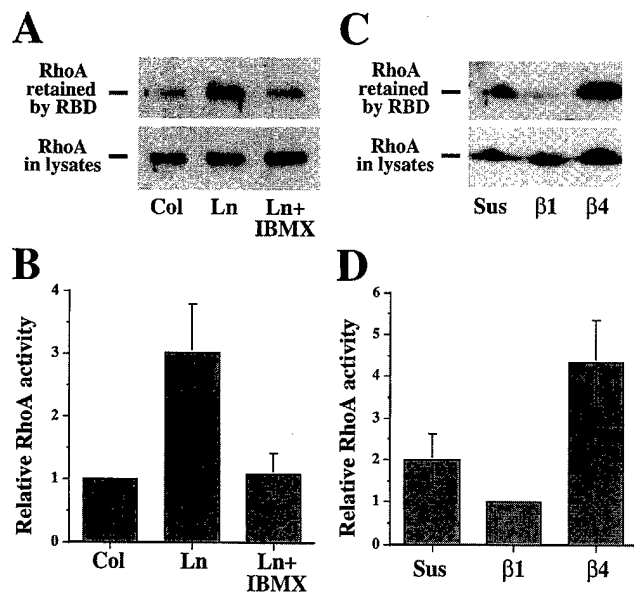 A
RhoA
retained
by RBD
RhoA
in lysates
Col Ln Ln+
IBMX
C
RhoA
retained
by RBD
RhoA
in lysates
Sus β1 β4
B
Relative RhoA activity
4
3
2
1
0
Col Ln Ln+
IBMX
D
Relative RhoA activity
6
5
4
2
1
0
Sus β1 β4